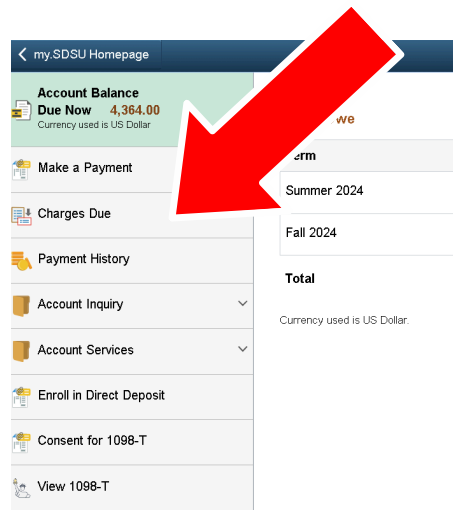 my.SDSU Homepage
Account Balance
Due Now 4,364.00
Currency used is US Dollar
Make a Payment
Charges Due
Payment History
Account Inquiry
Account Services
Enroll in Direct Deposit
Consent for 1098-T
View 1098-T
Summer 2024
Fall 2024
Total
Currency used is US Dollar.